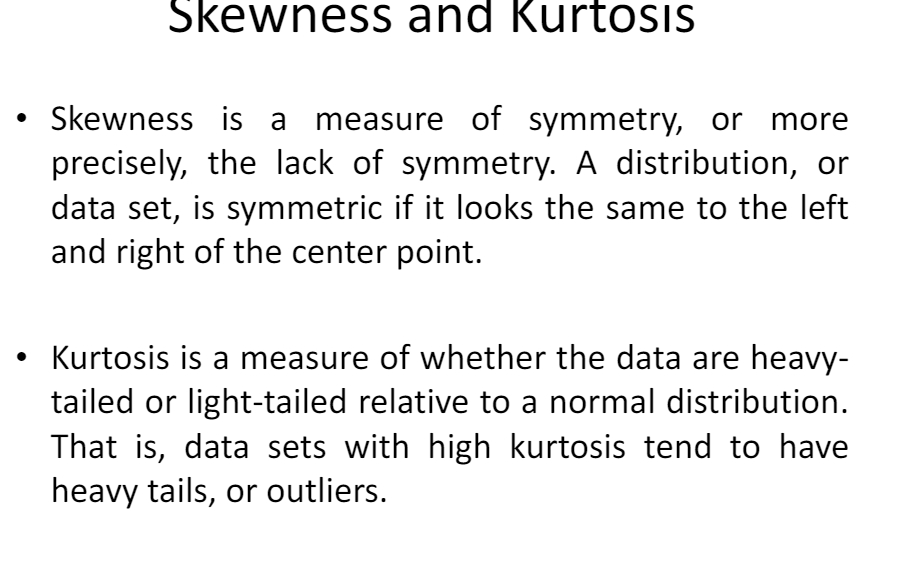 Skewness and Kurtosis
• Skewness is a measure of symmetry, or more
precisely, the lack of symmetry. A distribution, or
data set, is symmetric if it looks the same to the left
and right of the center point.
• Kurtosis is a measure of whether the data are heavy-
tailed or light-tailed relative to a normal distribution.
That is, data sets with high kurtosis tend to have
heavy tails, or outliers.